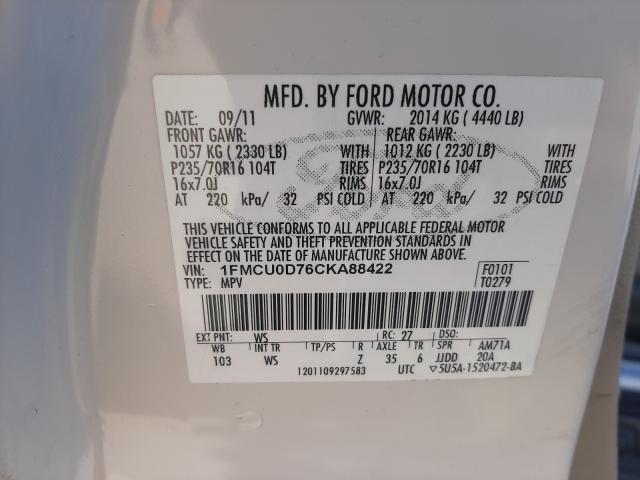 MFD. BY FORD MOTOR CO.
DATE: 09/11 GVWR: 2014 KG ( 4440 LB)
FRONT GAWR: REAR GAWR:
1057 KG ( 2330 LB) WITH 1012 KG ( 2230 LB) WITH
P235/70R16 104T TIRES P235/70R16 104T TIRES
16x7.0J RIMS 16x7.0J RIMS
AT 220 kPa/ 32 PSI COLD AT 220 kPa/ 32 PSI COLD
THIS VEHICLE CONFORMS TO ALL APPLICABLE FEDERAL MOTOR
VEHICLE SAFETY AND THEFT PREVENTION STANDARDS IN
EFFECT ON THE DATE OF MANUFACTURE SHOWN ABOVE.
VIN: 1FMCU0D76CKA88422 F0101
TYPE: MPV T0279
EXT PNT: WS RC: 27 DSO:
WB INT TR TP/PS R AXLE TR SPR AM71A
103 WS Z 35 6 JJDD 20A
1201109297583 UTC ▽5U5A-1520472-BA
Ford